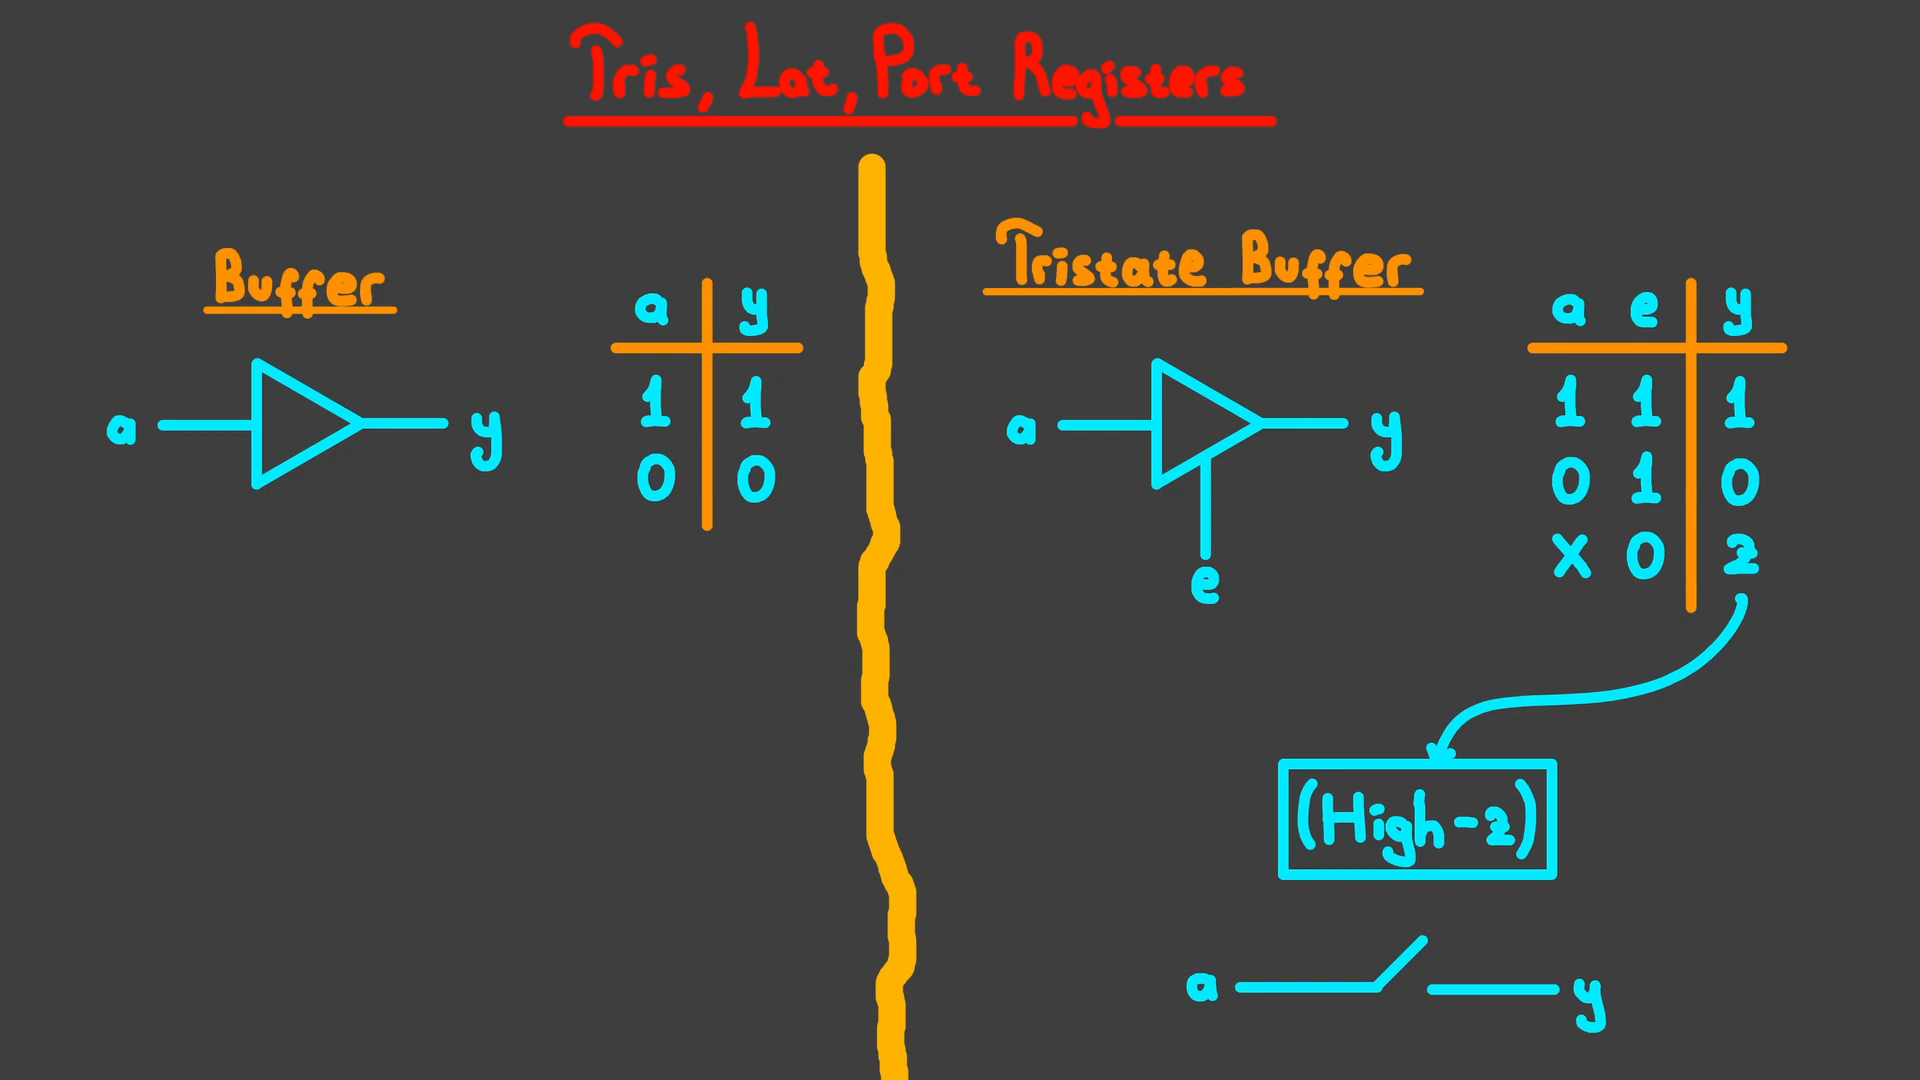 Tris, Lat, Port Registers
Buffer
a y
1 1
0 0
a y
Tristate Buffer
a e y
1 1 1
0 1 0
x 0 z
a y
e
(High-z)
a y